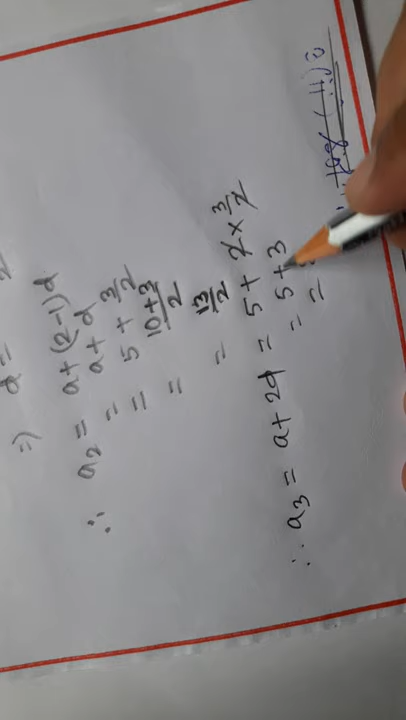 ∴ a₂ = a+(2-1)d
= a + d
= 5 + 3/2
= (10+3)/2
= 13/2
∴ a₃ = a + 2d = 5 + 2 × 3/2
= 5+3
=